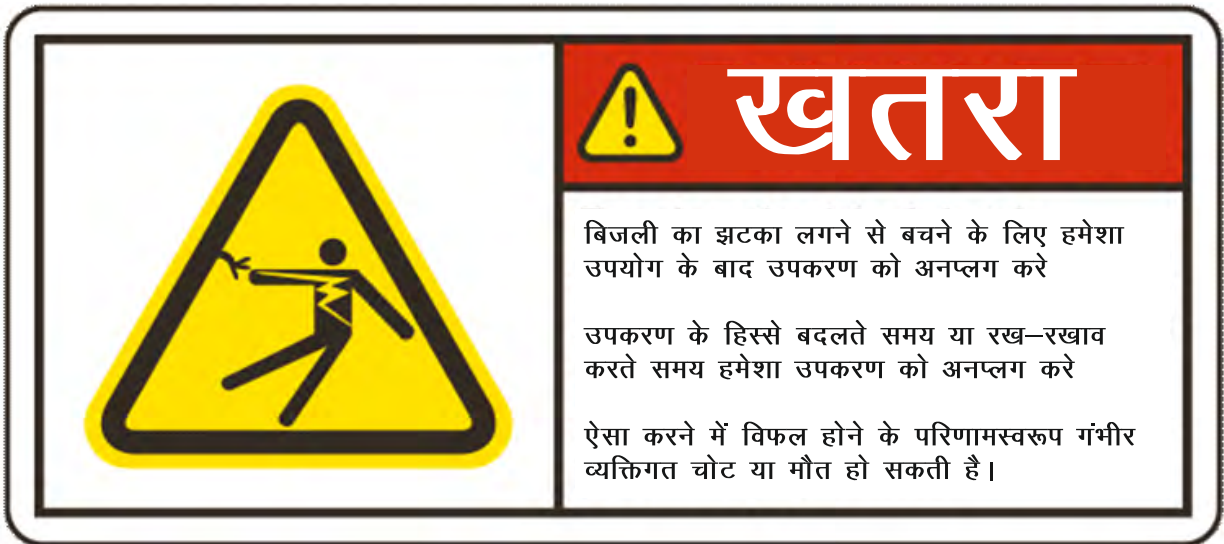 खतरा
बिजली का झटका लगने से बचने के लिए हमेशा
उपयोग के बाद उपकरण को अनप्लग करे
उपकरण के हिस्से बदलते समय या रख–रखाव
करते समय हमेशा उपकरण को अनप्लग करे
ऐसा करने में विफल होने के परिणामस्वरूप गंभीर
व्यक्तिगत चोट या मौत हो सकती है।